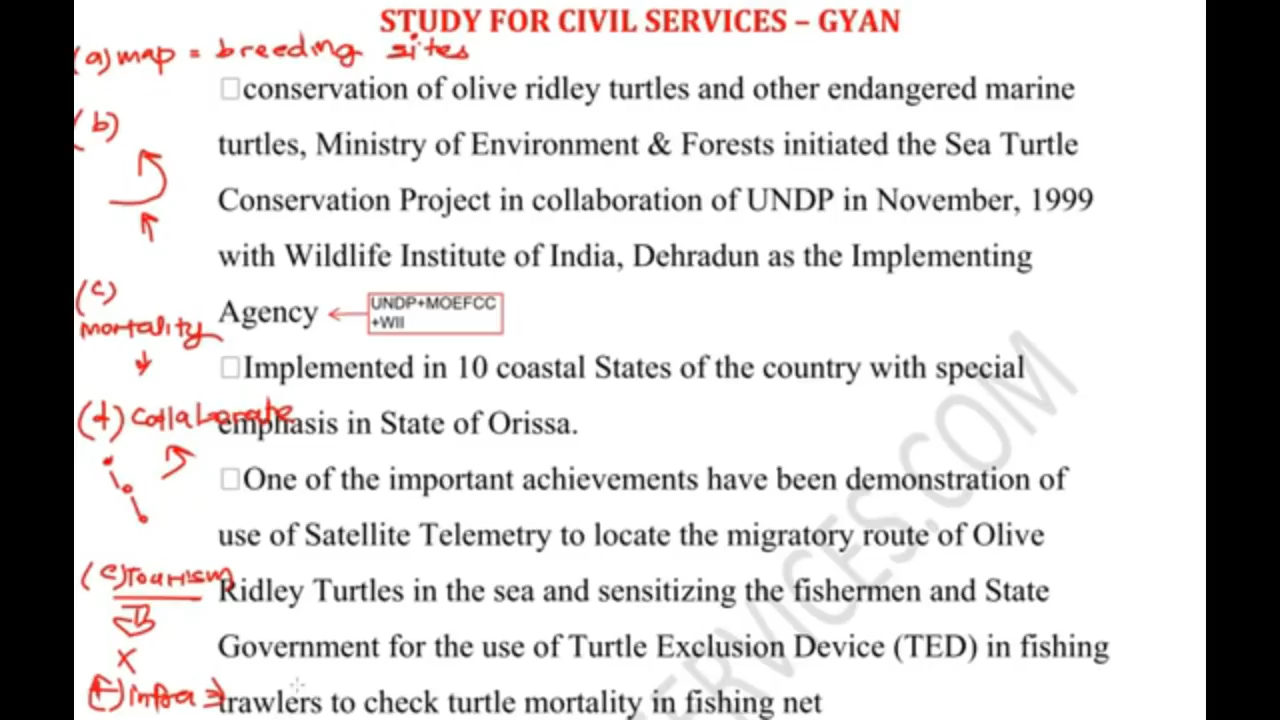 STUDY FOR CIVIL SERVICES – GYAN
(a) map = breeding sites
conservation of olive ridley turtles and other endangered marine
(b)
turtles, Ministry of Environment & Forests initiated the Sea Turtle
Conservation Project in collaboration of UNDP in November, 1999
with Wildlife Institute of India, Dehradun as the Implementing
(c)
mortality
Agency
UNDP+MOEFCC
+WII
Implemented in 10 coastal States of the country with special
(d) collaborate
emphasis in State of Orissa.
One of the important achievements have been demonstration of
use of Satellite Telemetry to locate the migratory route of Olive
(e) Tourism
Ridley Turtles in the sea and sensitizing the fishermen and State
Government for the use of Turtle Exclusion Device (TED) in fishing
(f) infra
trawlers to check turtle mortality in fishing net
ERVICES.COM